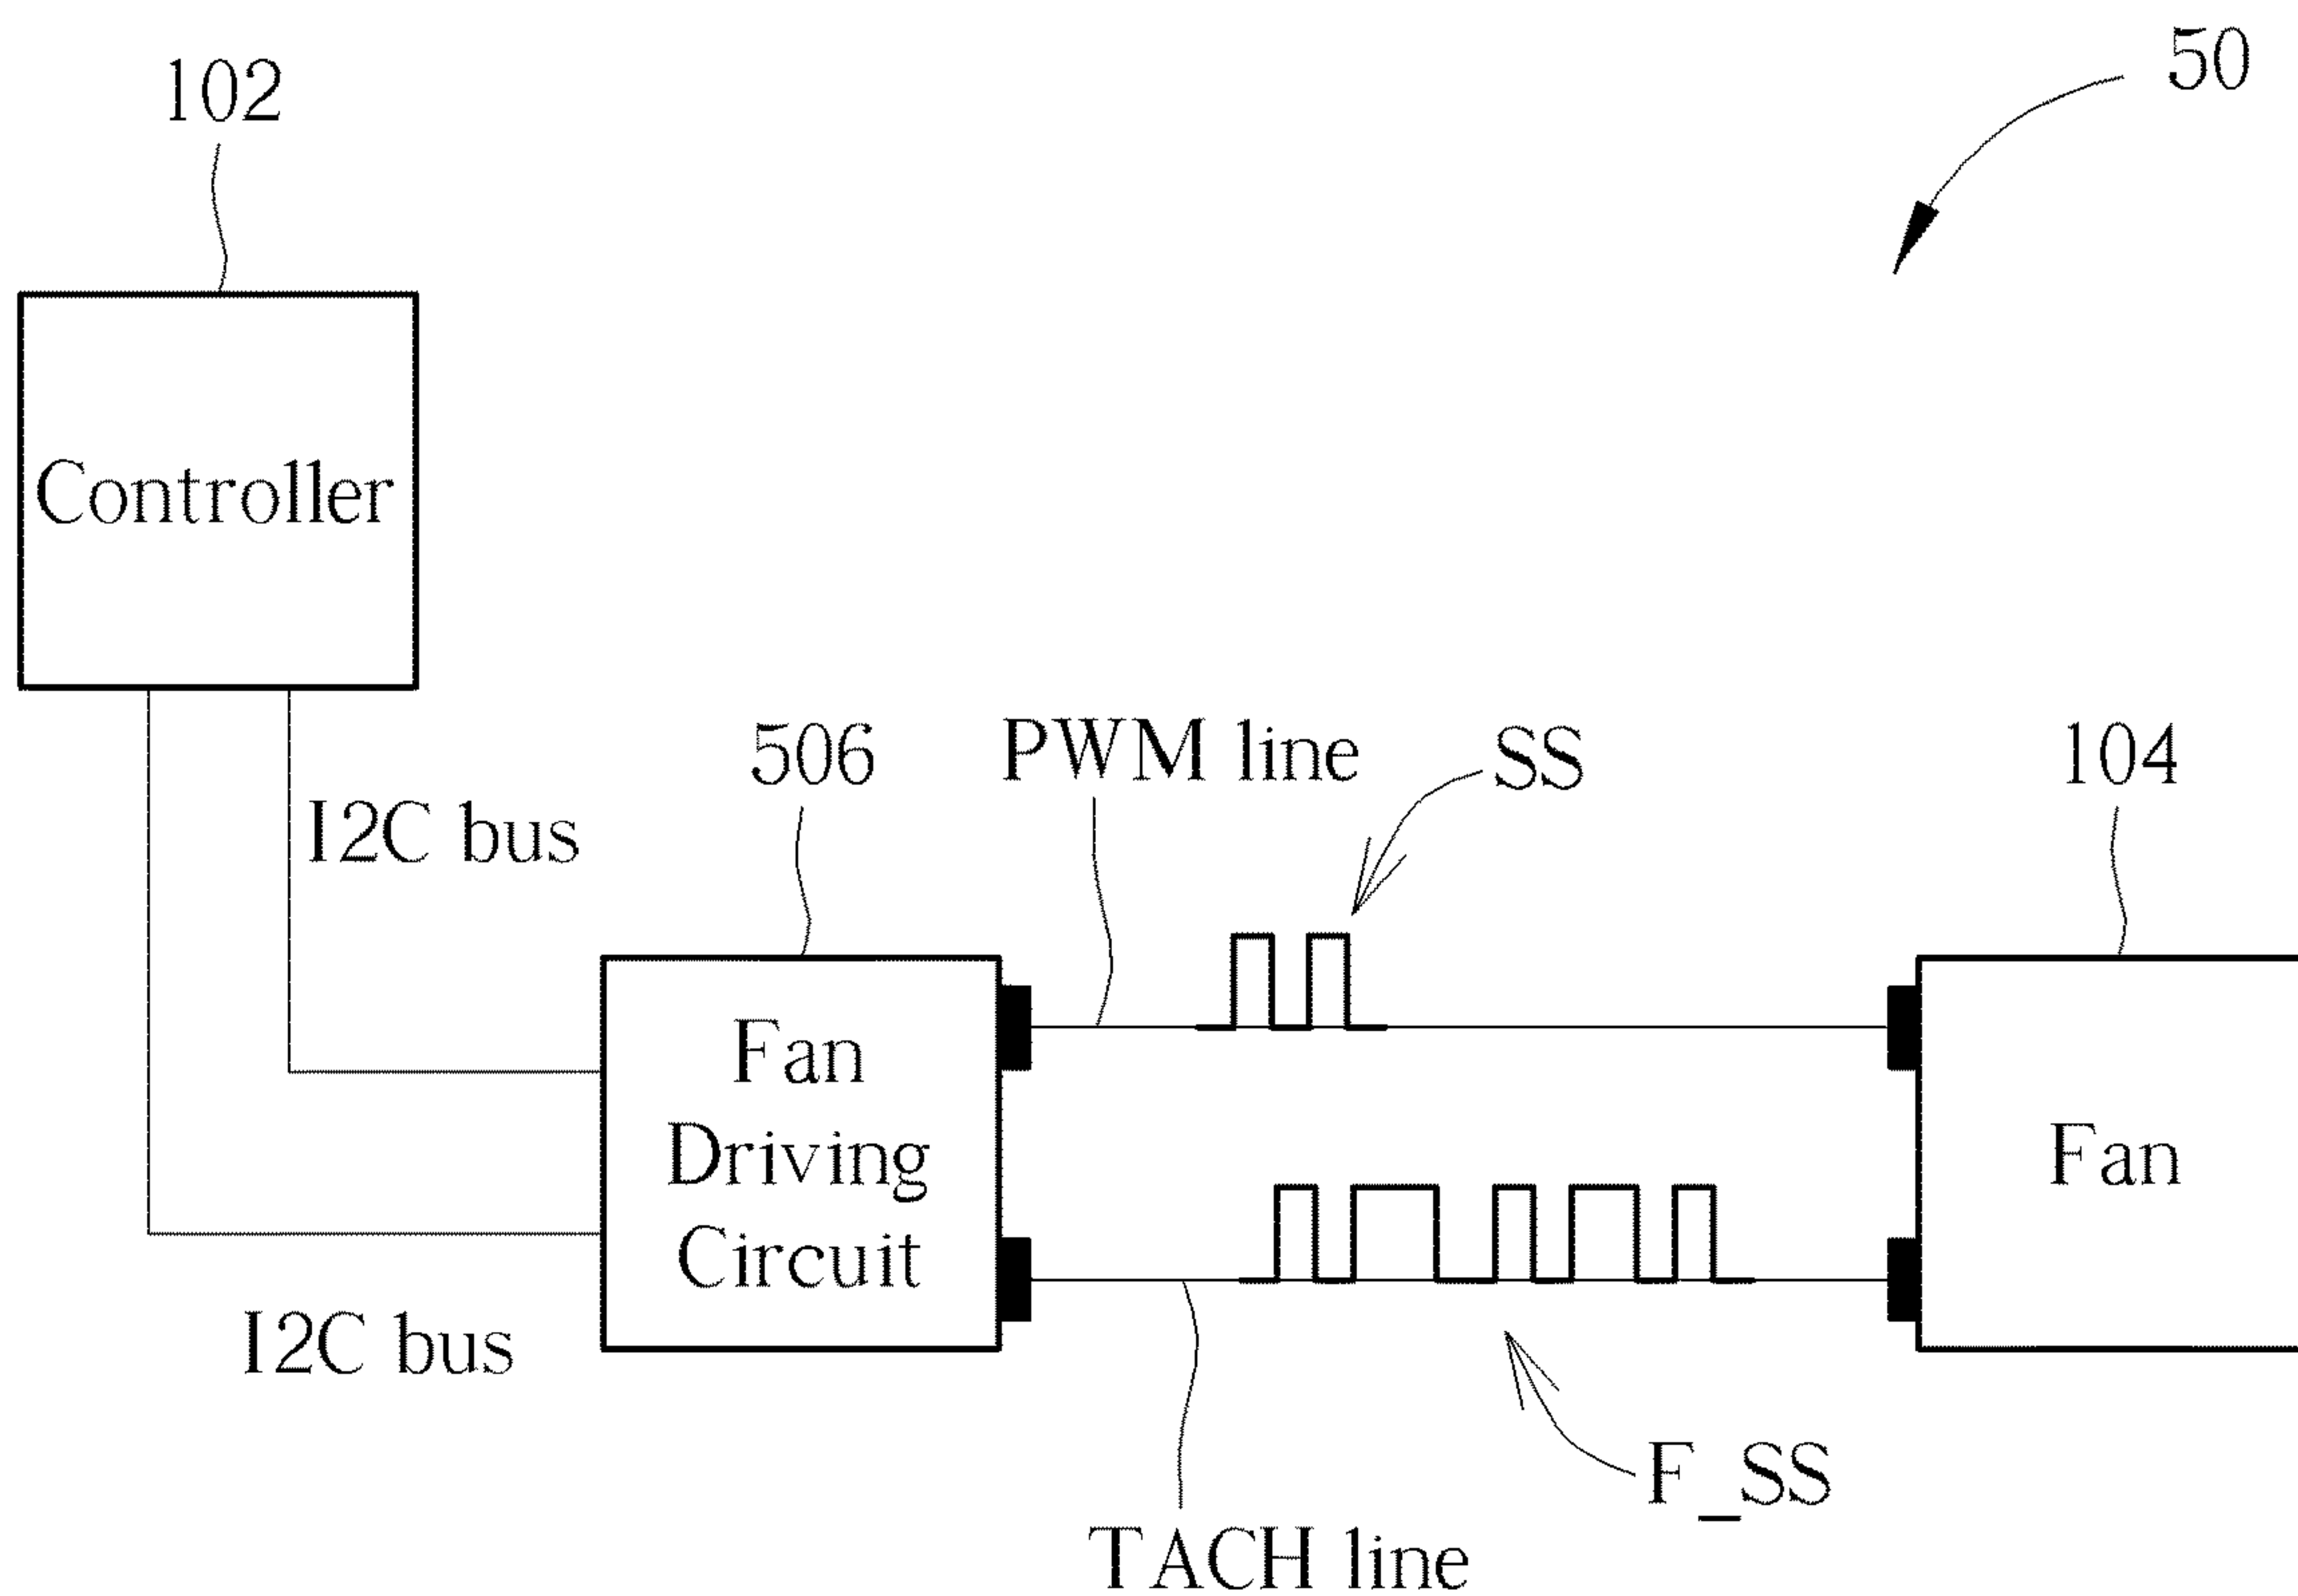 50
102
Controller
506
PWM line
SS
104
I2C bus
Fan
Driving
Circuit
Fan
I2C bus
F_SS
TACH line